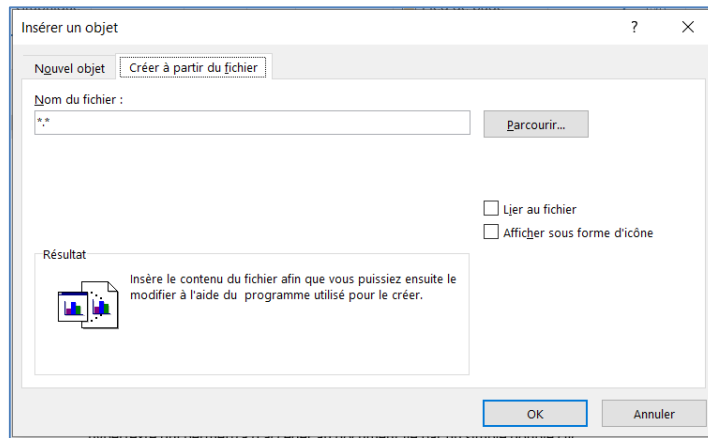 Insérer un objet
?
Nouvel objet
Créer à partir du fichier
Nom du fichier :
*.*
Parcourir...
Lier au fichier
Afficher sous forme d'icône
Résultat
Insère le contenu du fichier afin que vous puissiez ensuite le
modifier à l'aide du programme utilisé pour le créer.
OK
Annuler